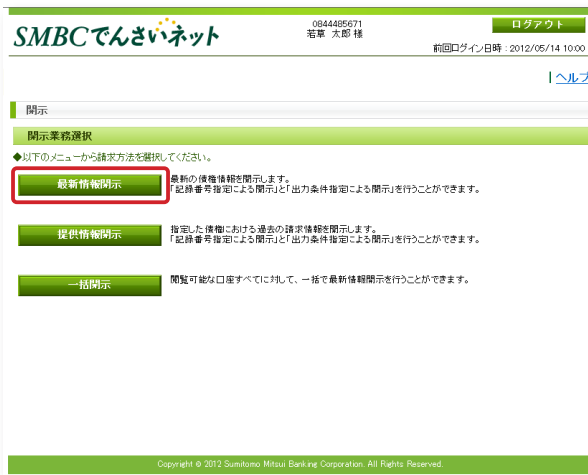 SMBCでんさいネット
0844485671
若草 太郎 様
ログアウト
前回ログイン日時 : 2012/05/14 10:00
ヘルプ
開示
開示業務選択
◆以下のメニューから請求方法を選択してください。
最新情報開示
最新の債権情報を開示します。
「記録番号指定による開示」と「出力条件指定による開示」を行うことができます。
提供情報開示
指定した債権における過去の請求情報を開示します。
「記録番号指定による開示」と「出力条件指定による開示」を行うことができます。
一括開示
閲覧可能な口座すべてに対して、一括で最新情報開示を行うことができます。
Copyright © 2012 Sumitomo Mitsui Banking Corporation. All Rights Reserved.